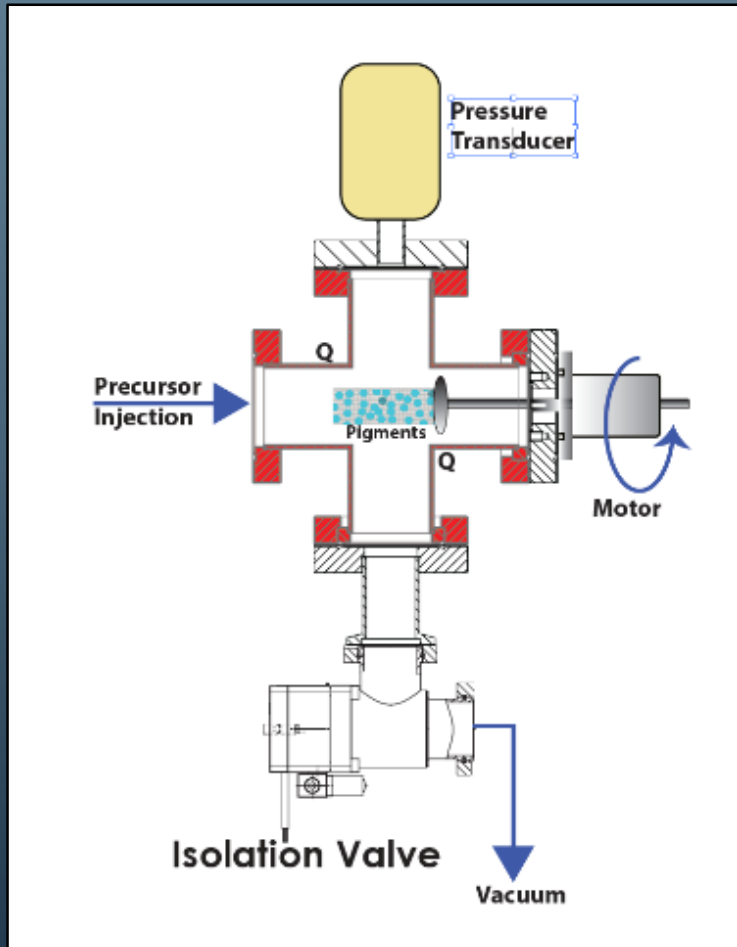 Pressure
Transducer
Q
Precursor
Injection
Pigments
Q
Motor
Isolation Valve
Vacuum